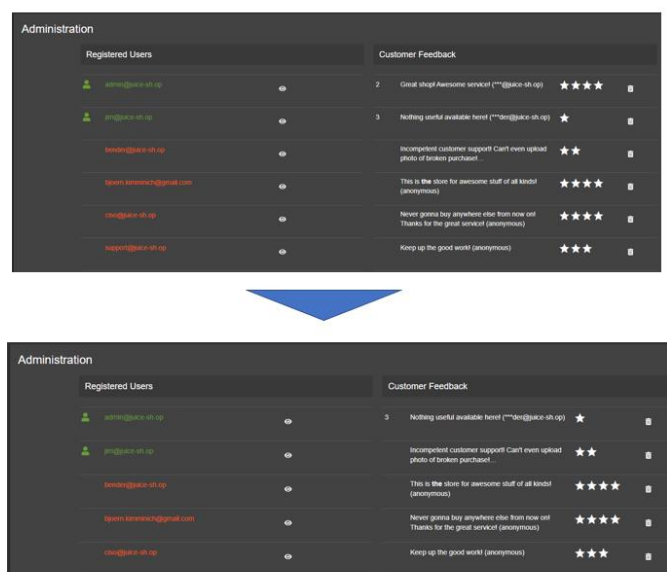 Administration
Registered Users
Customer Feedback
admin@juice-sh.op
2 Great shop! Awesome service! (***@juice-sh.op)
jim@juice-sh.op
3 Nothing useful available here! (***der@juice-sh.op)
bender@juice-sh.op
Incompetent customer support! Can't even upload
photo of broken purchase!...
bjoern.kimminich@gmail.com
This is the store for awesome stuff of all kinds!
(anonymous)
ciso@juice-sh.op
Never gonna buy anywhere else from now on!
Thanks for the great service! (anonymous)
support@juice-sh.op
Keep up the good work! (anonymous)
Administration
Registered Users
Customer Feedback
admin@juice-sh.op
3 Nothing useful available here! (***der@juice-sh.op)
jim@juice-sh.op
Incompetent customer support! Can't even upload
photo of broken purchase!...
bender@juice-sh.op
This is the store for awesome stuff of all kinds!
(anonymous)
bjoern.kimminich@gmail.com
Never gonna buy anywhere else from now on!
Thanks for the great service! (anonymous)
ciso@juice-sh.op
Keep up the good work! (anonymous)